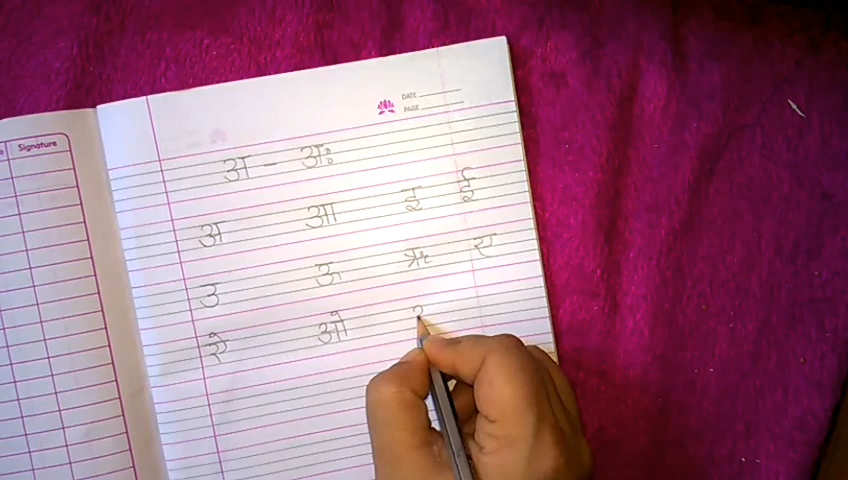 Signature
DATE
PAGE
अ - अः
अ आ इ ई
उ ऊ ऋ ए
ऐ ओ